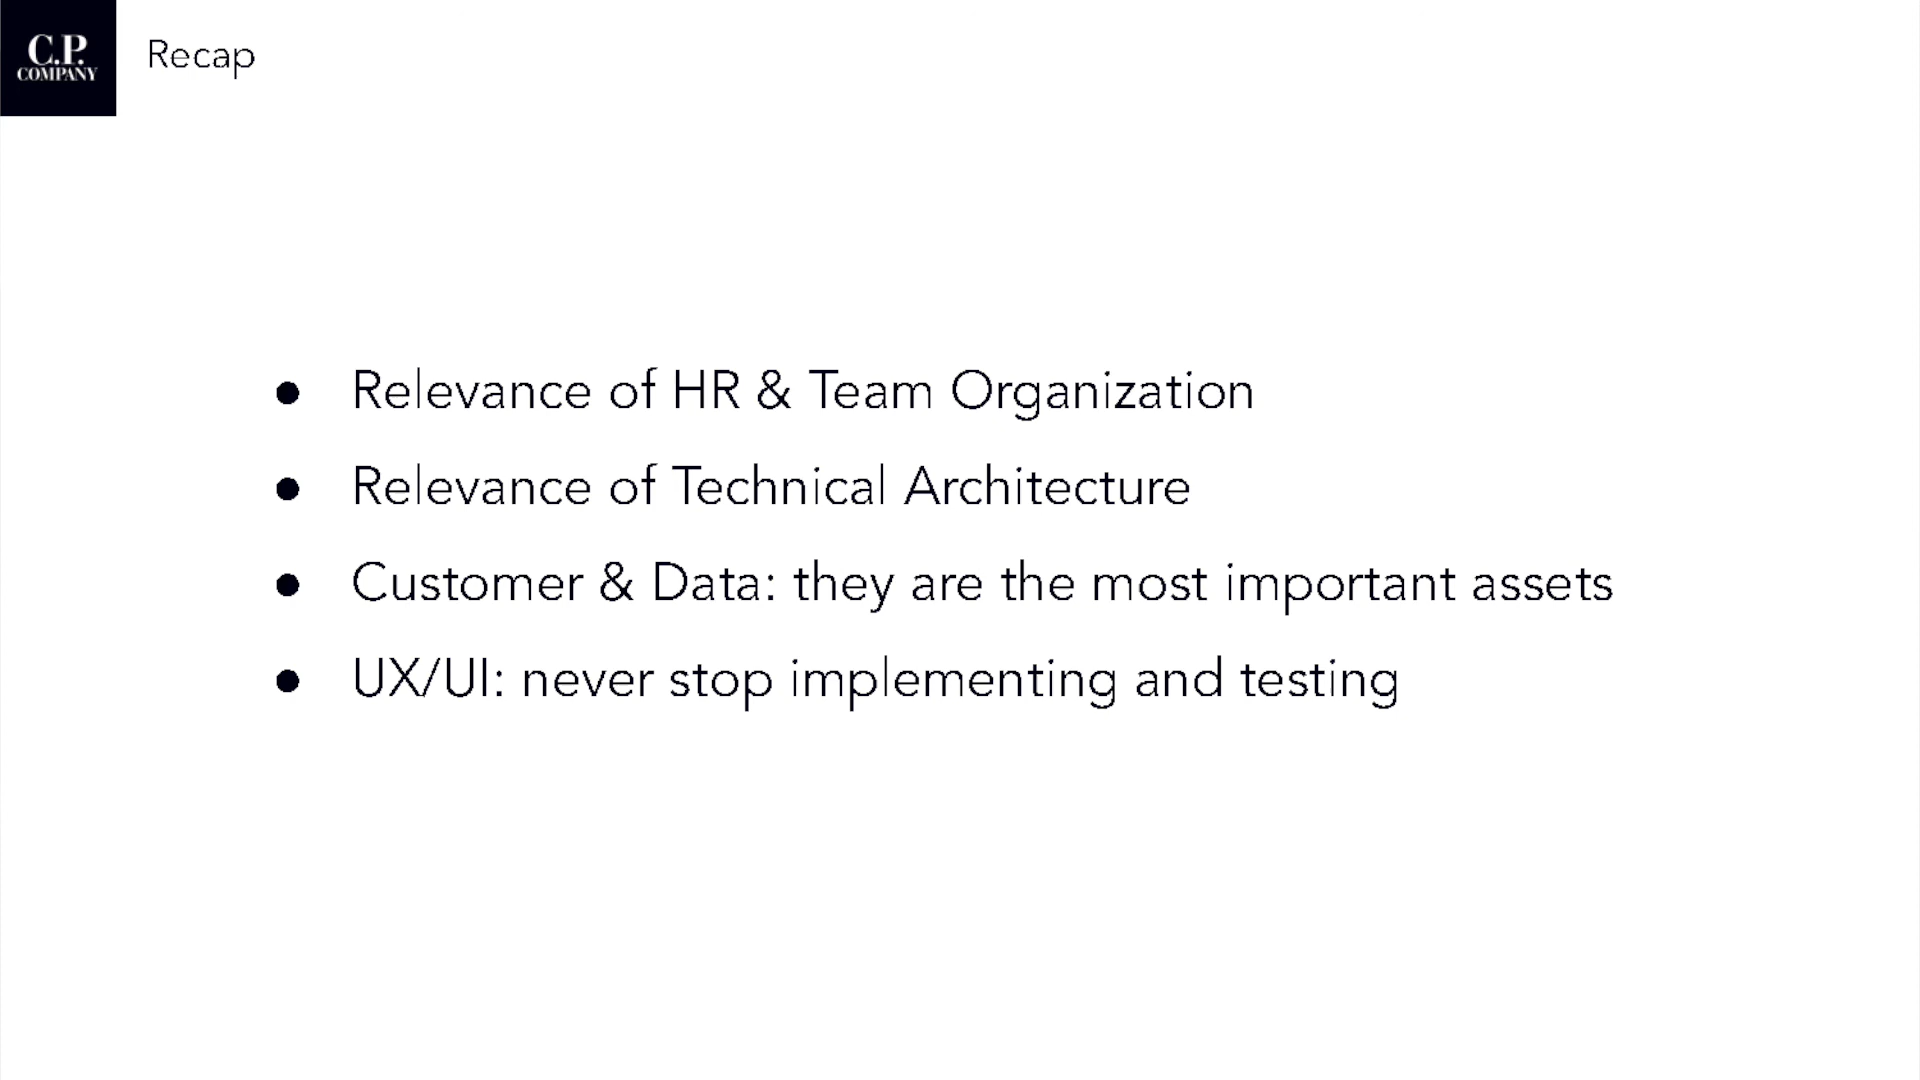 C.P.
COMPANY
Recap
● Relevance of HR & Team Organization
● Relevance of Technical Architecture
● Customer & Data: they are the most important assets
● UX/UI: never stop implementing and testing